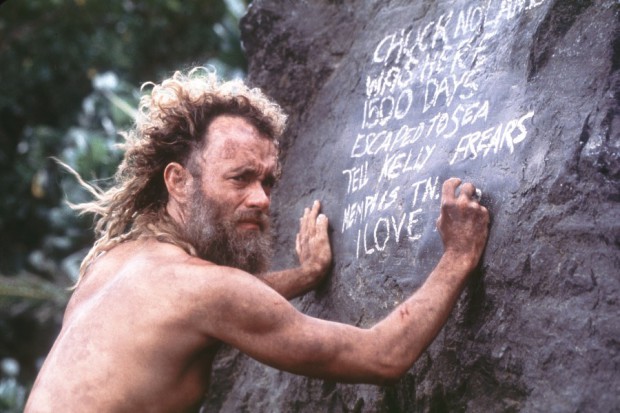 CHUCK NOLAND
WAS HERE
1500 DAYS
ESCAPED TO SEA
TELL KELLY FREARS
MEMPHIS TN.
I LOVE